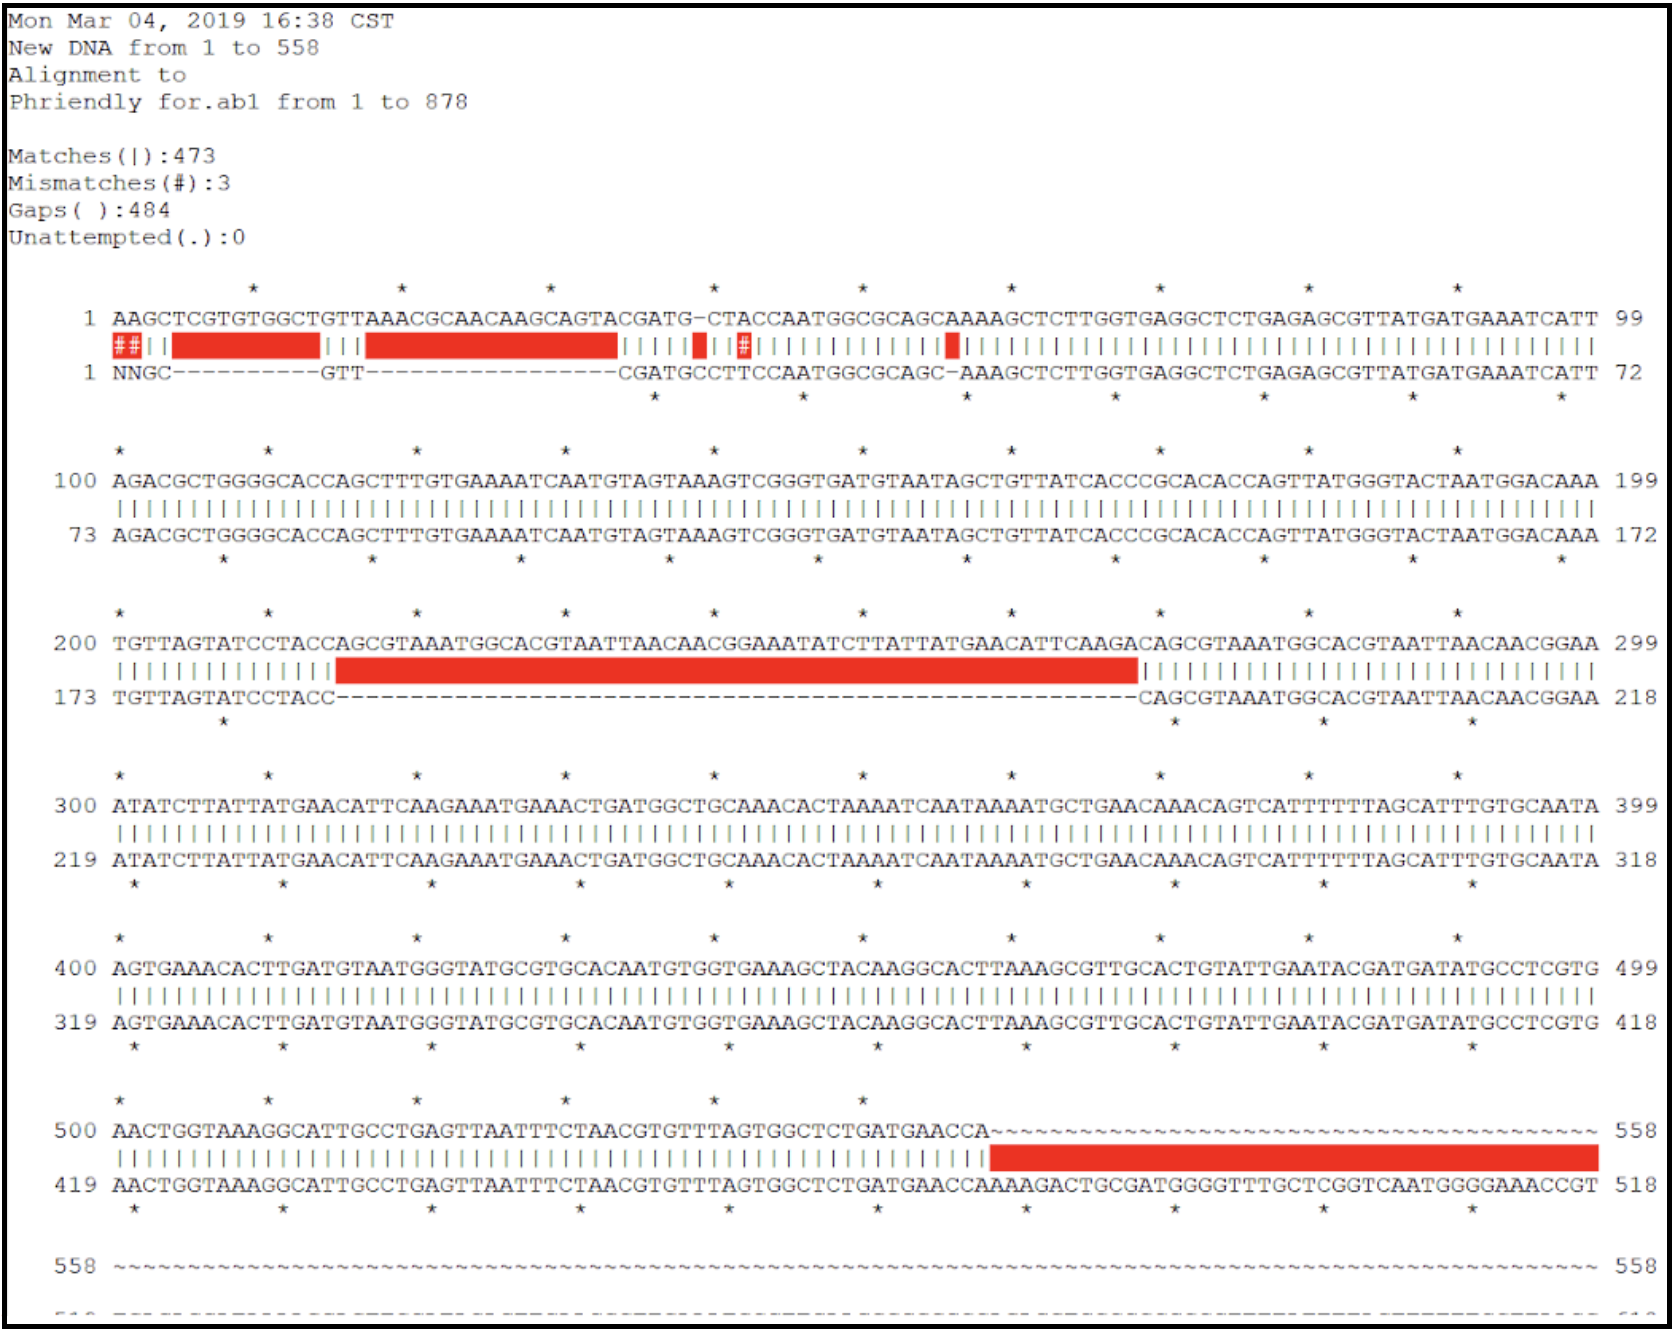 Mon Mar 04, 2019 16:38 CST
New DNA from 1 to 558
Alignment to
Phriendly for.ab1 from 1 to 878
Matches(|):473
Mismatches(#):3
Gaps( ):484
Unattempted(.):0
1 AAGCTCGTGTGGCTGTTAAACGCAACAAGCAGTACGATG-CTACCAATGGCGCAGCAAAAGCTCTTGGTGAGGCTCTGAGAGCGTTATGATGAAATCATT 99
## #
1 NNGC----------GTT-----------------CGATGCCTTCCAATGGCGCAGC-AAAGCTCTTGGTGAGGCTCTGAGAGCGTTATGATGAAATCATT 72
100 AGACGCTGGGGCACCAGCTTTGTGAAAATCAATGTAGTAAAGTCGGGTGATGTAATAGCTGTTATCACCCGCACACCAGTTATGGGTACTAATGGACAAA 199
73 AGACGCTGGGGCACCAGCTTTGTGAAAATCAATGTAGTAAAGTCGGGTGATGTAATAGCTGTTATCACCCGCACACCAGTTATGGGTACTAATGGACAAA 172
200 TGTTAGTATCCTACCAGCGTAAATGGCACGTAATTAACAACGGAAATATCTTATTATGAACATTCAAGACAGCGTAAATGGCACGTAATTAACAACGGAA 299
173 TGTTAGTATCCTACC------------------------------------------------------CAGCGTAAATGGCACGTAATTAACAACGGAA 218
300 ATATCTTATTATGAACATTCAAGAAATGAAACTGATGGCTGCAAACACTAAAATCAATAAAATGCTGAACAAACAGTCATTTTTTAGCATTTGTGCAATA 399
219 ATATCTTATTATGAACATTCAAGAAATGAAACTGATGGCTGCAAACACTAAAATCAATAAAATGCTGAACAAACAGTCATTTTTTAGCATTTGTGCAATA 318
400 AGTGAAACACTTGATGTAATGGGTATGCGTGCACAATGTGGTGAAAGCTACAAGGCACTTAAAGCGTTGCACTGTATTGAATACGATGATATGCCTCGTG 499
319 AGTGAAACACTTGATGTAATGGGTATGCGTGCACAATGTGGTGAAAGCTACAAGGCACTTAAAGCGTTGCACTGTATTGAATACGATGATATGCCTCGTG 418
500 AACTGGTAAAGGCATTGCCTGAGTTAATTTCTAACGTGTTTAGTGGCTCTGATGAACCA~~~~~~~~~~~~~~~~~~~~~~~~~~~~~~~~~~~~~~~~~ 558
419 AACTGGTAAAGGCATTGCCTGAGTTAATTTCTAACGTGTTTAGTGGCTCTGATGAACCAAAAGACTGCGATGGGGTTTGCTCGGTCAATGGGGAAACCGT 518
558 ~~~~~~~~~~~~~~~~~~~~~~~~~~~~~~~~~~~~~~~~~~~~~~~~~~~~~~~~~~~~~~~~~~~~~~~~~~~~~~~~~~~~~~~~~~~~~~~~~~~~ 558